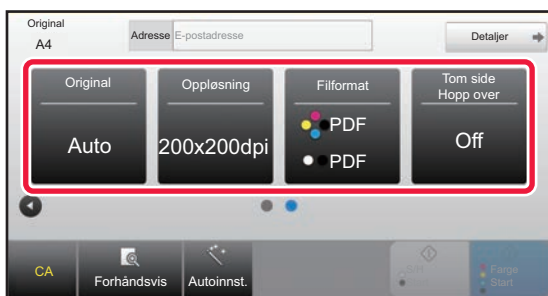 Original
A4
Adresse E-postadresse
Detaljer
Original
Auto
Oppløsning
200x200dpi
Filformat
PDF
PDF
Tom side
Hopp over
Off
CA
Forhåndsvis
Autoinnst.
Farge
Start